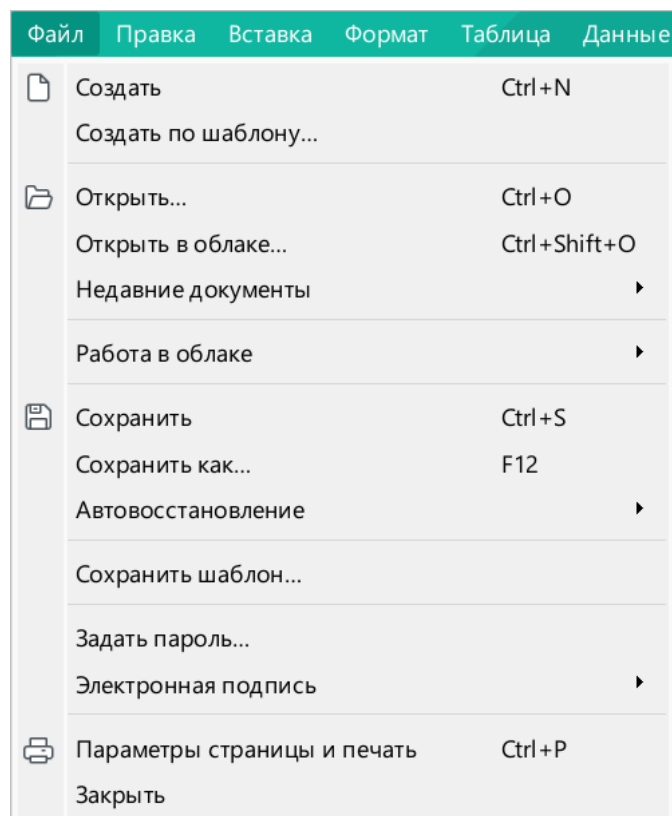 Файл Правка Вставка Формат Таблица Данные
Создать Ctrl+N
Создать по шаблону...
Открыть... Ctrl+O
Открыть в облаке... Ctrl+Shift+O
Недавние документы
Работа в облаке
Сохранить Ctrl+S
Сохранить как... F12
Автовосстановление
Сохранить шаблон...
Задать пароль...
Электронная подпись
Параметры страницы и печать Ctrl+P
Закрыть